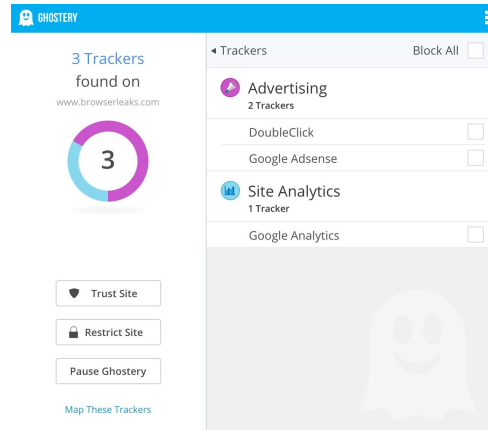 GHOSTERY
3 Trackers
found on
www.browserleaks.com
3
Trust Site
Restrict Site
Pause Ghostery
Map These Trackers
Trackers
Block All
Advertising
2 Trackers
DoubleClick
Google Adsense
Site Analytics
1 Tracker
Google Analytics